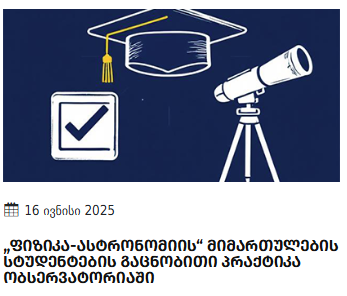 16 ივნისი 2025
„ფიზიკა-ასტრონომიის“ მიმართულების
სტუდენტების გაცნობითი პრაქტიკა
ობსერვატორიაში